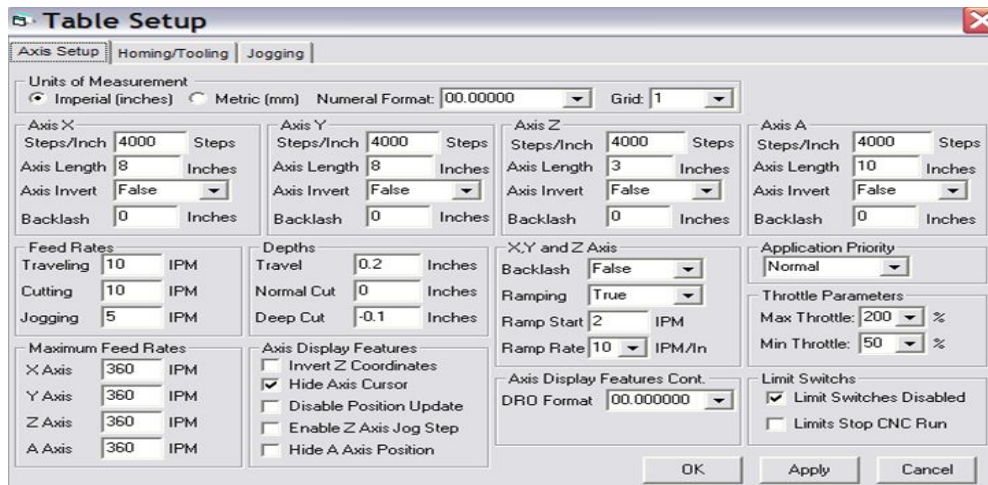 Table Setup
Axis Setup Homing/Tooling Jogging
Units of Measurement
Imperial (inches) Metric (mm) Numeral Format: 00.00000 Grid: 1
Axis X
Steps/Inch 4000 Steps
Axis Length 8 Inches
Axis Invert False
Backlash 0 Inches
Axis Y
Steps/Inch 4000 Steps
Axis Length 8 Inches
Axis Invert False
Backlash 0 Inches
Axis Z
Steps/Inch 4000 Steps
Axis Length 3 Inches
Axis Invert False
Backlash 0 Inches
Axis A
Steps/Inch 4000 Steps
Axis Length 10 Inches
Axis Invert False
Backlash 0 Inches
Feed Rates
Traveling 10 IPM
Cutting 10 IPM
Jogging 5 IPM
Depths
Travel 0.2 Inches
Normal Cut 0 Inches
Deep Cut -0.1 Inches
X,Y and Z Axis
Backlash False
Ramping True
Ramp Start 2 IPM
Ramp Rate 10 IPM/In
Application Priority
Normal
Throttle Parameters
Max Throttle: 200 %
Min Throttle: 50 %
Maximum Feed Rates
X Axis 360 IPM
Y Axis 360 IPM
Z Axis 360 IPM
A Axis 360 IPM
Axis Display Features
Invert Z Coordinates
Hide Axis Cursor
Disable Position Update
Enable Z Axis Jog Step
Hide A Axis Position
Axis Display Features Cont.
DRO Format 00.000000
Limit Switchs
Limit Switches Disabled
Limits Stop CNC Run
OK Apply Cancel